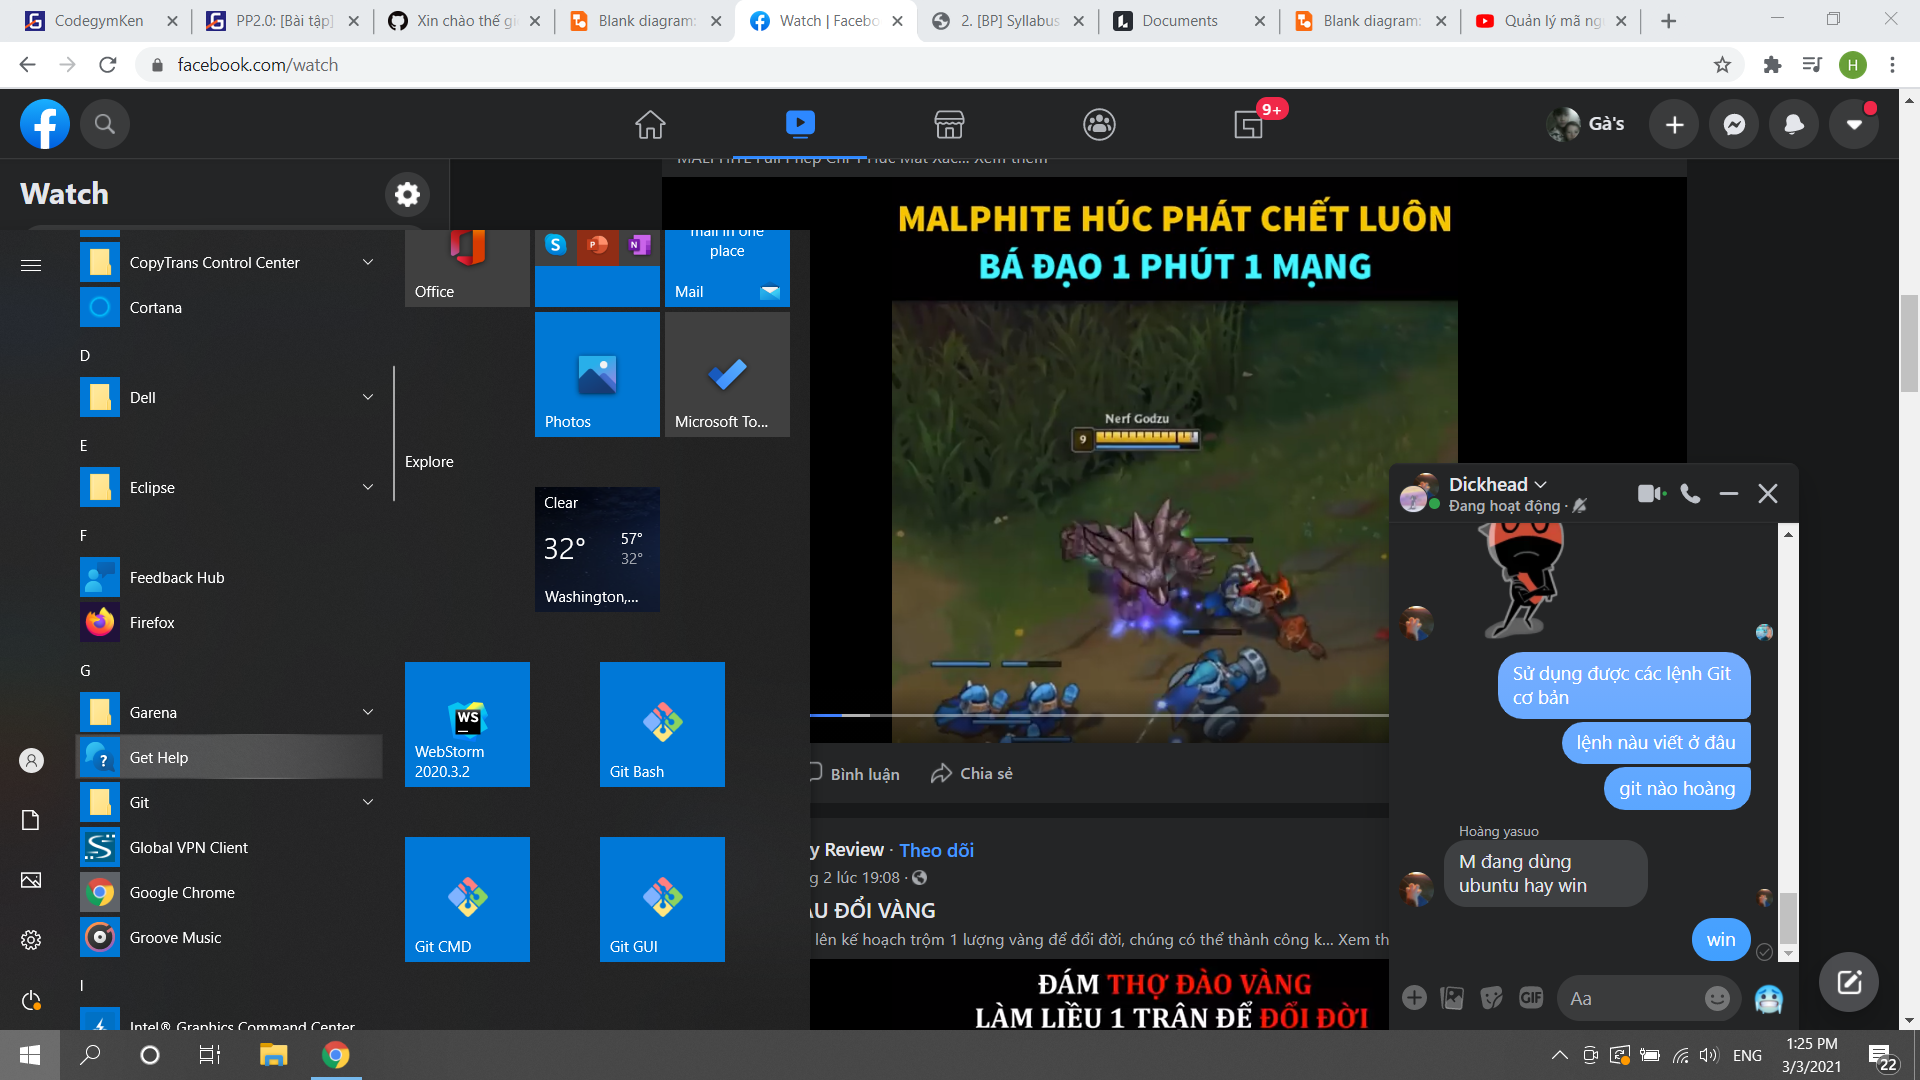 CodegymKen
PP2.0: [Bài tập]
Xin chào thế gi
Blank diagram:
Watch | Facebo
2. [BP] Syllabus
Documents
Blank diagram:
Quản lý mã ng
facebook.com/watch
H
9+
Gà's
Watch
MALPHITE Full Phép Chỉ 1 Húc Mất Xác... Xem thêm
MALPHITE HÚC PHÁT CHẾT LUÔN
BÁ ĐẠO 1 PHÚT 1 MẠNG
Nerf Godzu
9
CopyTrans Control Center
Cortana
D
Dell
E
Eclipse
F
Feedback Hub
Firefox
G
Garena
Get Help
Git
Global VPN Client
Google Chrome
Groove Music
I
Intel® Graphics Command Center
Office
mail in one
place
Mail
Photos
Microsoft To...
Explore
Clear
32°
57°
32°
Washington,...
WS
WebStorm
2020.3.2
Git Bash
Git CMD
Git GUI
Bình luận
Chia sẻ
y Review · Theo dõi
g 2 lúc 19:08 ·
ÂU ĐỔI VÀNG
lên kế hoạch trộm 1 lượng vàng để đổi đời, chúng có thể thành công k... Xem th
ĐÁM THỢ ĐÀO VÀNG
LÀM LIỀU 1 TRẬN ĐỂ ĐỔI ĐỜI
Dickhead
Đang hoạt động ·
Sử dụng được các lệnh Git
cơ bản
lệnh nàu viết ở đâu
git nào hoàng
Hoàng yasuo
M đang dùng
ubuntu hay win
win
GIF
Aa
ENG
1:25 PM
3/3/2021
22